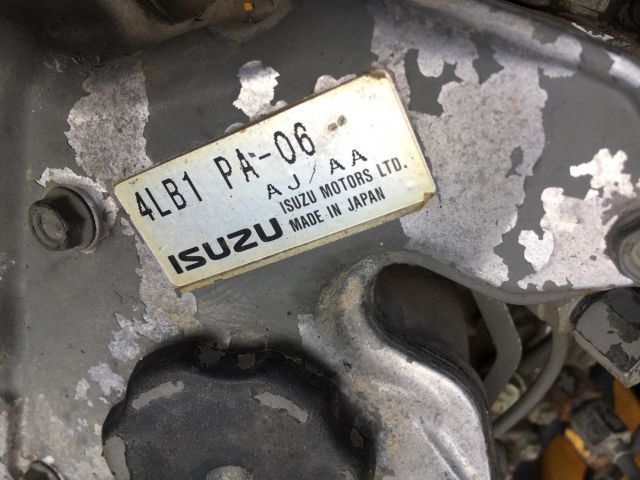 4LB1 PA-06
AJ/AA
ISUZU MOTORS LTD.
ISUZU MADE IN JAPAN